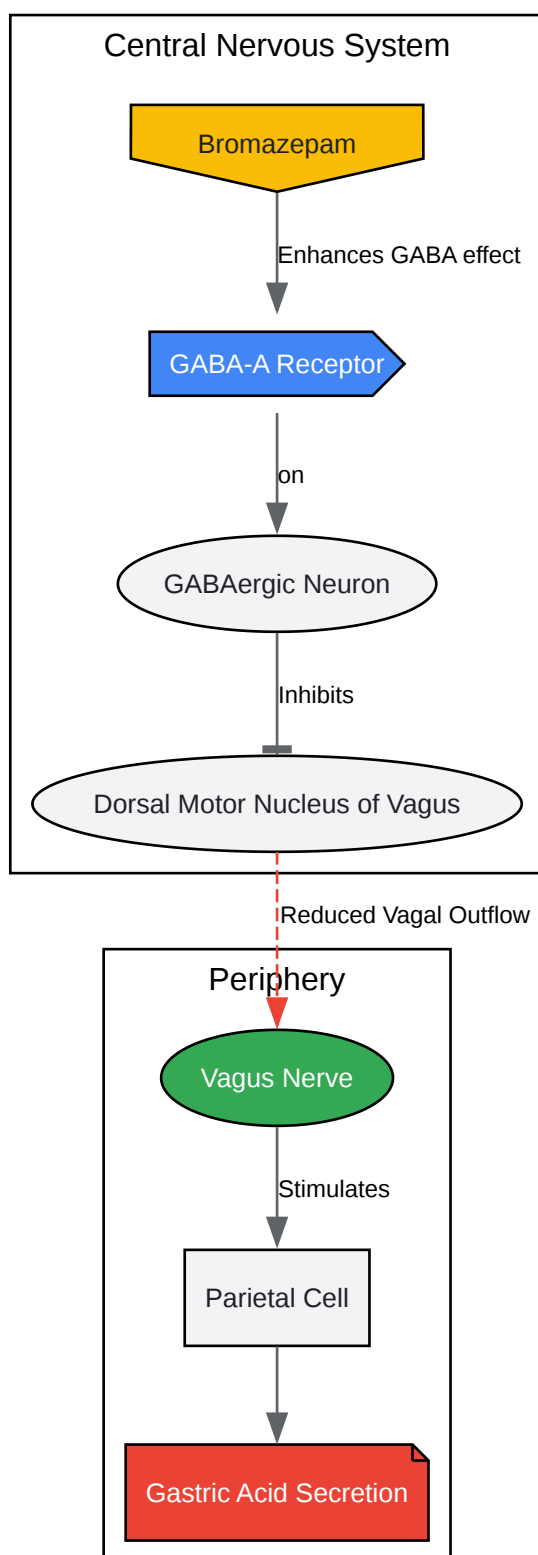 Central Nervous System
Bromazepam
Enhances GABA effect
GABA-A Receptor
on
GABAergic Neuron
Inhibits
Dorsal Motor Nucleus of Vagus
Reduced Vagal Outflow
Periphery
Vagus Nerve
Stimulates
Parietal Cell
Gastric Acid Secretion